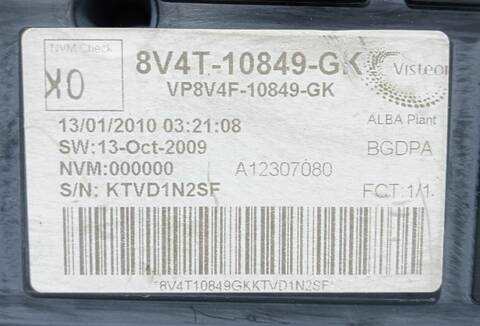 NVM Check
OK
8V4T-10849-GK
Visteon
VP8V4F-10849-GK
ALBA Plant
13/01/2010 03:21:08
SW:13-Oct-2009
BGDPA
NVM:000000
A12307080
S/N: KTVD1N2SF
FCT:1/1
*8V4T10849GKKTVD1N2SF*